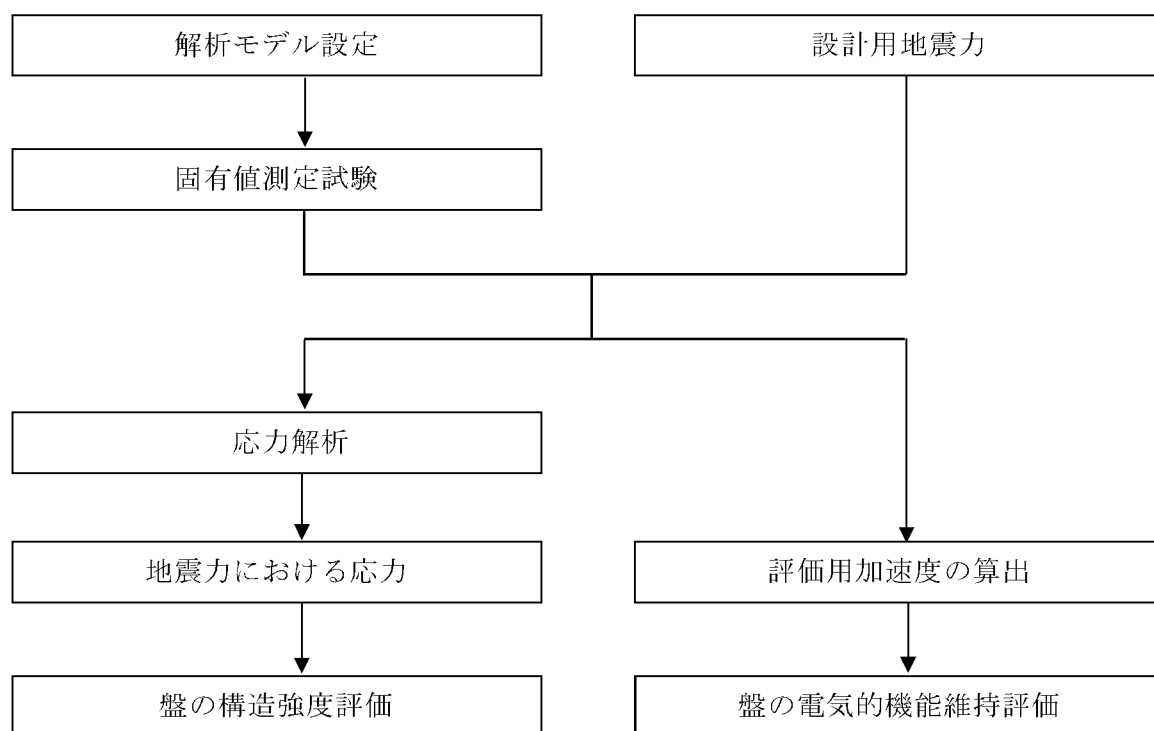 解析モデル設定
設計用地震力
固有値測定試験
応力解析
地震力における応力
評価用加速度の算出
盤の構造強度評価
盤の電気的機能維持評価